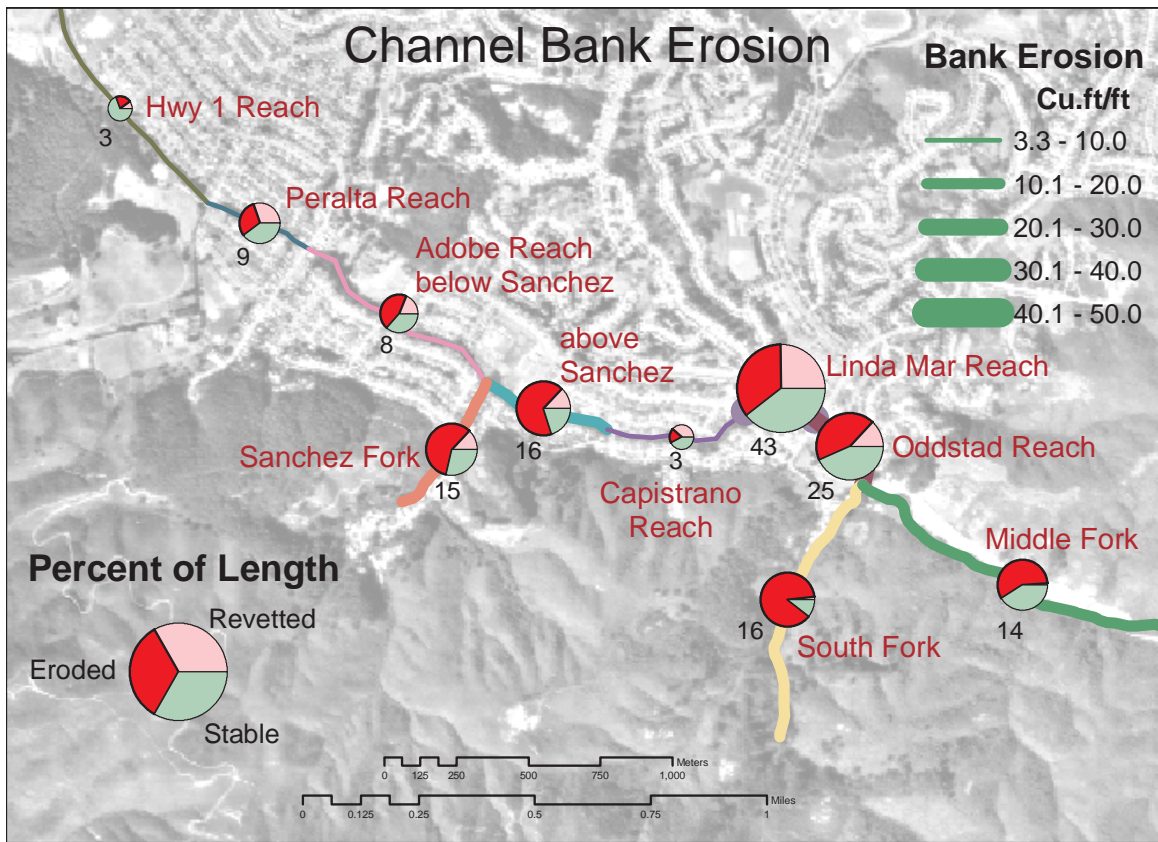 Channel Bank Erosion
Bank Erosion
Cu.ft/ft
3.3 - 10.0
10.1 - 20.0
20.1 - 30.0
30.1 - 40.0
40.1 - 50.0
Hwy 1 Reach
3
Peralta Reach
9
Adobe Reach
below Sanchez
8
above
Sanchez
16
Linda Mar Reach
43
Sanchez Fork
15
Capistrano
Reach
3
Oddstad Reach
25
Middle Fork
14
South Fork
16
Percent of Length
Revetted
Eroded
Stable
Meters
0 125 250 500 750 1,000
Miles
0 0.125 0.25 0.5 0.75 1